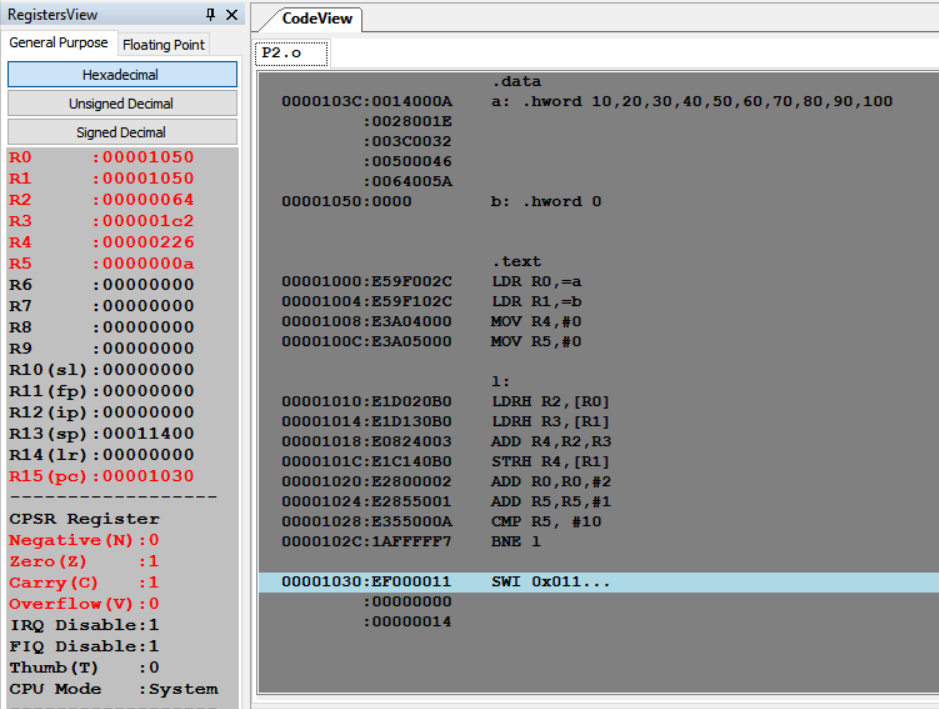 RegistersView
General Purpose Floating Point
Hexadecimal
Unsigned Decimal
Signed Decimal
R0 :00001050
R1 :00001050
R2 :00000064
R3 :000001c2
R4 :00000226
R5 :0000000a
R6 :00000000
R7 :00000000
R8 :00000000
R9 :00000000
R10(sl):00000000
R11(fp):00000000
R12(ip):00000000
R13(sp):00011400
R14(lr):00000000
R15(pc):00001030
-------------------
CPSR Register
Negative(N):0
Zero(Z) :1
Carry(C) :1
Overflow(V):0
IRQ Disable:1
FIQ Disable:1
Thumb(T) :0
CPU Mode :System
-------------------
CodeView
P2.o
.data
0000103C:0014000A a: .hword 10,20,30,40,50,60,70,80,90,100
:0028001E
:003C0032
:00500046
:0064005A
00001050:0000 b: .hword 0
.text
00001000:E59F002C LDR R0,=a
00001004:E59F102C LDR R1,=b
00001008:E3A04000 MOV R4,#0
0000100C:E3A05000 MOV R5,#0
l:
00001010:E1D020B0 LDRH R2,[R0]
00001014:E1D130B0 LDRH R3,[R1]
00001018:E0824003 ADD R4,R2,R3
0000101C:E1C140B0 STRH R4,[R1]
00001020:E2800002 ADD R0,R0,#2
00001024:E2855001 ADD R5,R5,#1
00001028:E355000A CMP R5, #10
0000102C:1AFFFFF7 BNE l
00001030:EF000011 SWI 0x011...
:00000000
:00000014